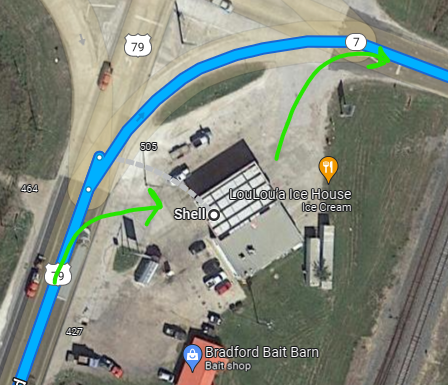 79
7
505
464
LouLou'a Ice House
Ice Cream
Shell
79
427
Bradford Bait Barn
Bait shop